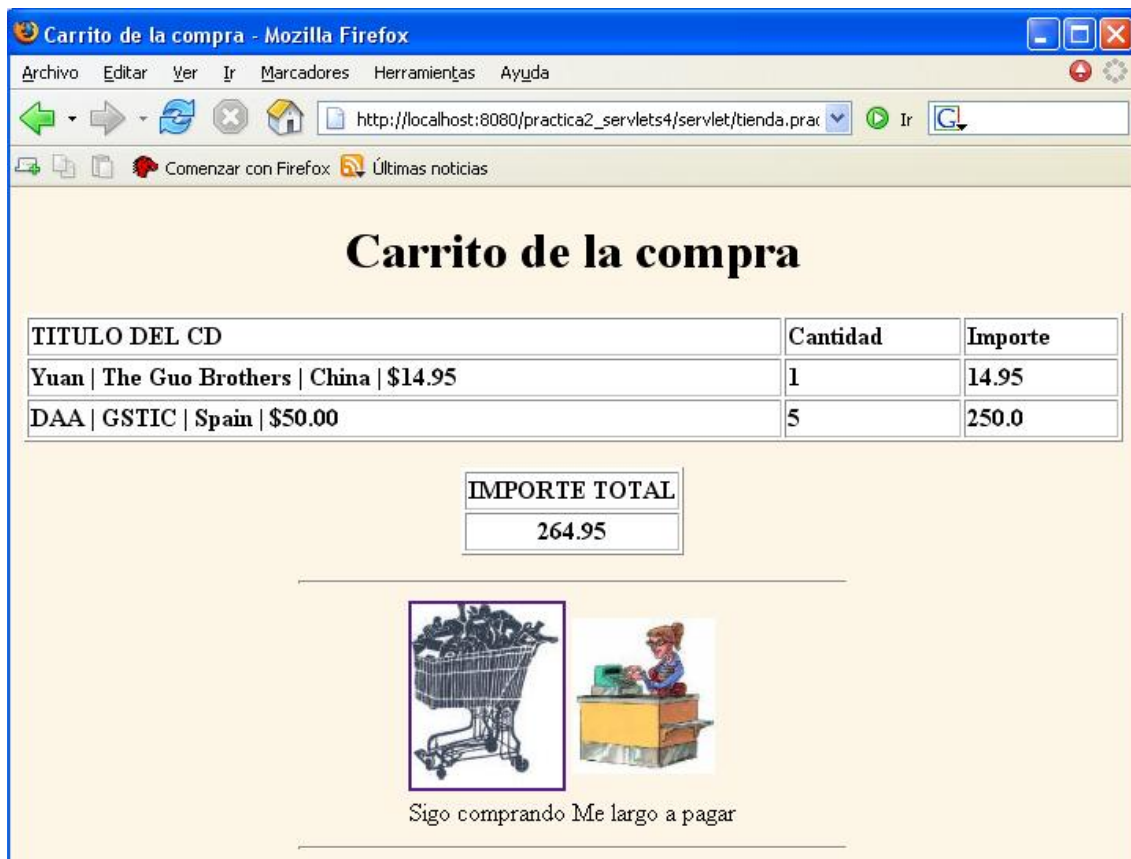 Carrito de la compra - Mozilla Firefox
Archivo Editar Ver Ir Marcadores Herramientas Ayuda
http://localhost:8080/practica2_servlets4/servlet/tienda.prac Ir G
Comenzar con Firefox Últimas noticias
Carrito de la compra
TITULO DEL CD Cantidad Importe
Yuan | The Guo Brothers | China | $14.95 1 14.95
DAA | GSTIC | Spain | $50.00 5 250.0
IMPORTE TOTAL
264.95
Sigo comprando Me largo a pagar